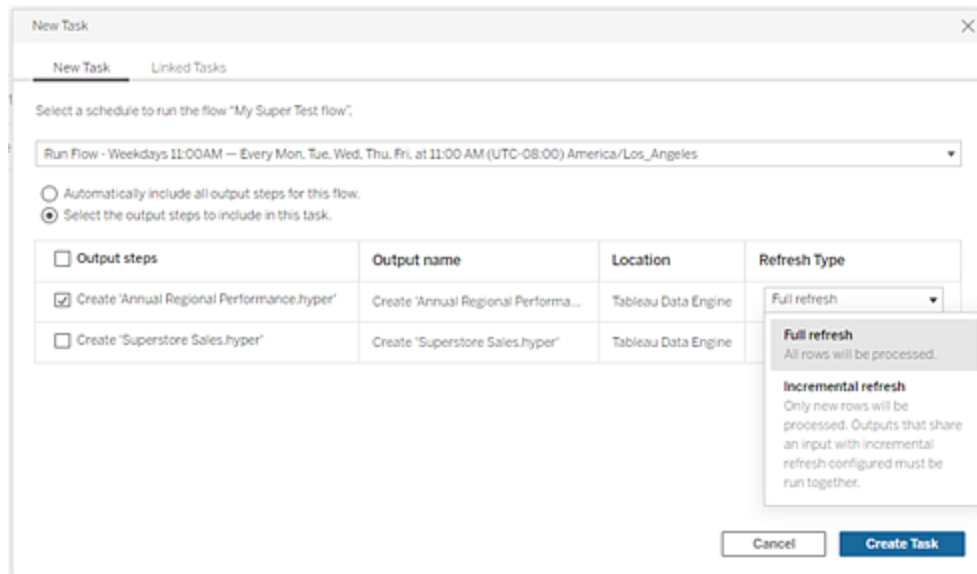 New Task
New Task Linked Tasks
Select a schedule to run the flow "My Super Test flow".
Run Flow - Weekdays 11:00AM — Every Mon, Tue, Wed, Thu, Fri, at 11:00 AM (UTC-08:00) America/Los_Angeles
Automatically include all output steps for this flow.
Select the output steps to include in this task.
Output steps Output name Location Refresh Type
Create 'Annual Regional Performance.hyper' Create 'Annual Regional Performa... Tableau Data Engine Full refresh
Create 'Superstore Sales.hyper' Create 'Superstore Sales.hyper' Tableau Data Engine
Full refresh
All rows will be processed.
Incremental refresh
Only new rows will be
processed. Outputs that share
an input with incremental
refresh configured must be
run together.
Cancel Create Task